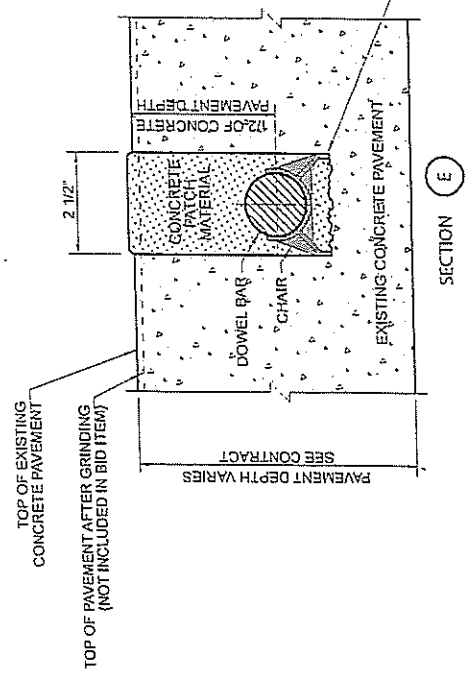 TOP OF EXISTING
CONCRETE PAVEMENT
TOP OF PAVEMENT AFTER GRINDING
(NOT INCLUDED IN BID ITEM)
2 1/2"
CONCRETE
PATCH
MATERIAL
1/2 OF CONCRETE
PAVEMENT DEPTH
DOWEL BAR
CHAIR
EXISTING CONCRETE PAVEMENT
PAVEMENT DEPTH VARIES
SEE CONTRACT
SECTION E